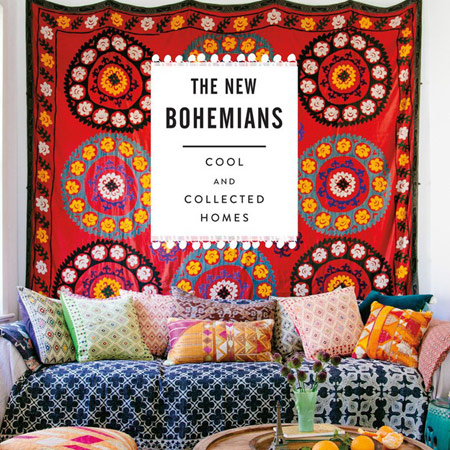 THE NEW
BOHEMIANS
COOL
AND
COLLECTED
HOMES